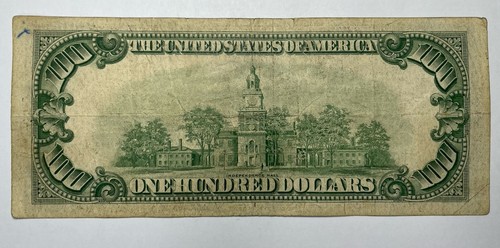 THE UNITED STATES OF AMERICA
100 100
INDEPENDENCE HALL
ONE HUNDRED DOLLARS
100 100